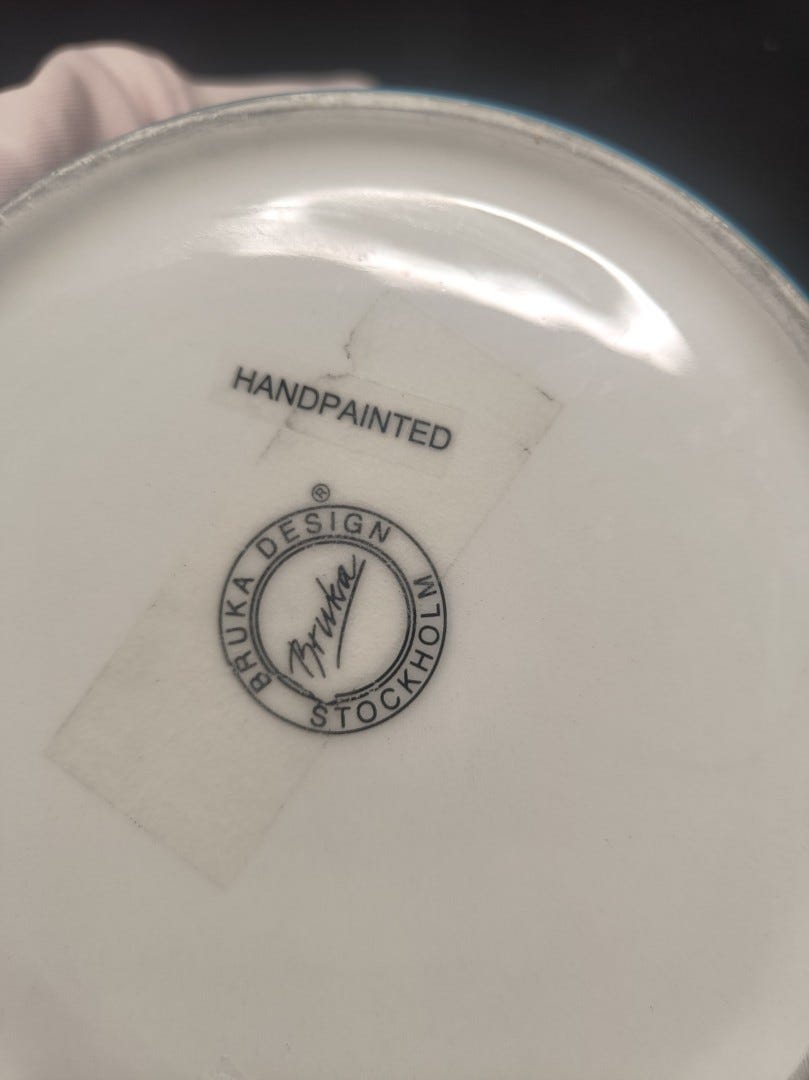 HANDPAINTED
®
BRUKA DESIGN STOCKHOLM
Bruka